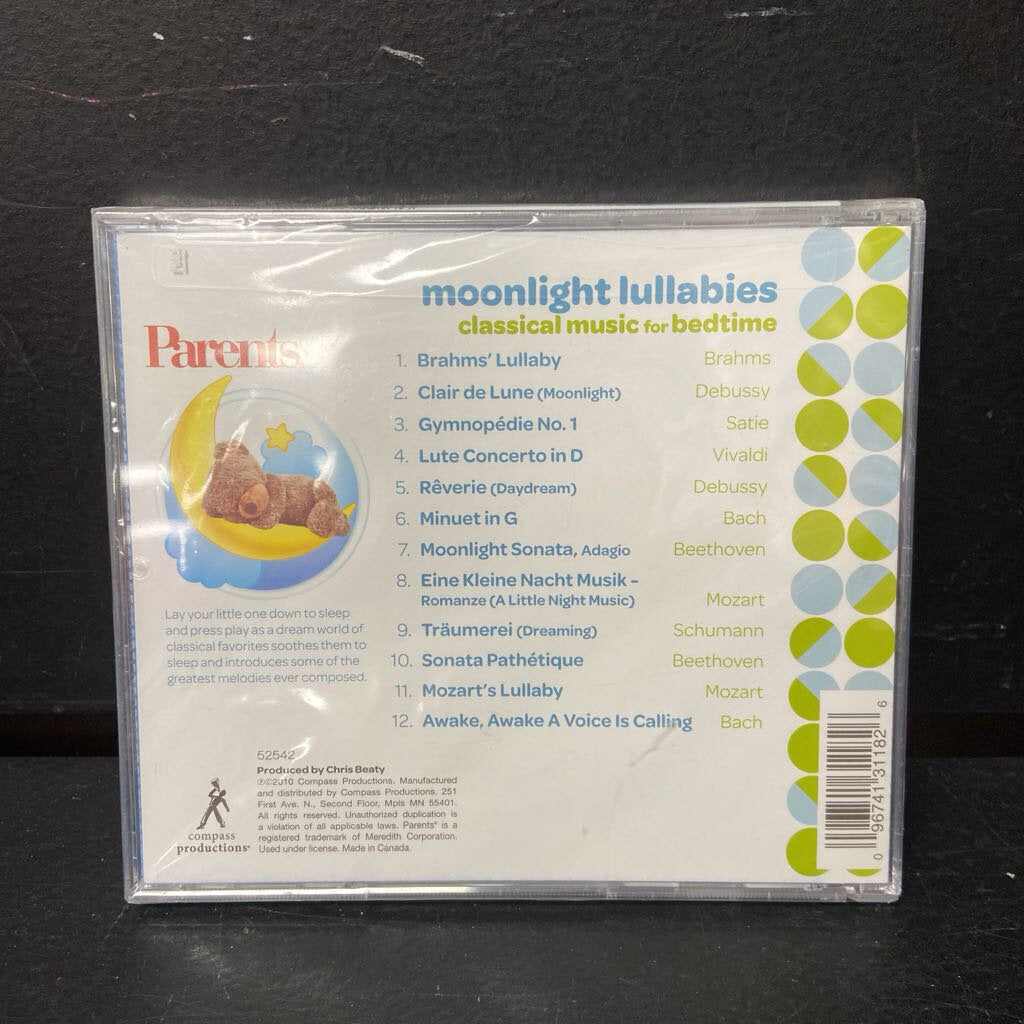 moonlight lullabies
classical music for bedtime
Parents
1. Brahms' Lullaby Brahms
2. Clair de Lune (Moonlight) Debussy
3. Gymnopédie No. 1 Satie
4. Lute Concerto in D Vivaldi
5. Rêverie (Daydream) Debussy
6. Minuet in G Bach
7. Moonlight Sonata, Adagio Beethoven
8. Eine Kleine Nacht Musik -
Romanze (A Little Night Music) Mozart
9. Träumerei (Dreaming) Schumann
10. Sonata Pathétique Beethoven
11. Mozart's Lullaby Mozart
12. Awake, Awake A Voice Is Calling Bach
Lay your little one down to sleep
and press play as a dream world of
classical favorites soothes them to
sleep and introduces some of the
greatest melodies ever composed.
52542
Produced by Chris Beaty
℗©2010 Compass Productions. Manufactured
and distributed by Compass Productions. 251
First Ave. N., Second Floor, Mpls MN 55401.
All rights reserved. Unauthorized duplication is
a violation of all applicable laws. Parents® is a
registered trademark of Meredith Corporation.
Used under license. Made in Canada.
compass
productions®
0 96741 31182 6